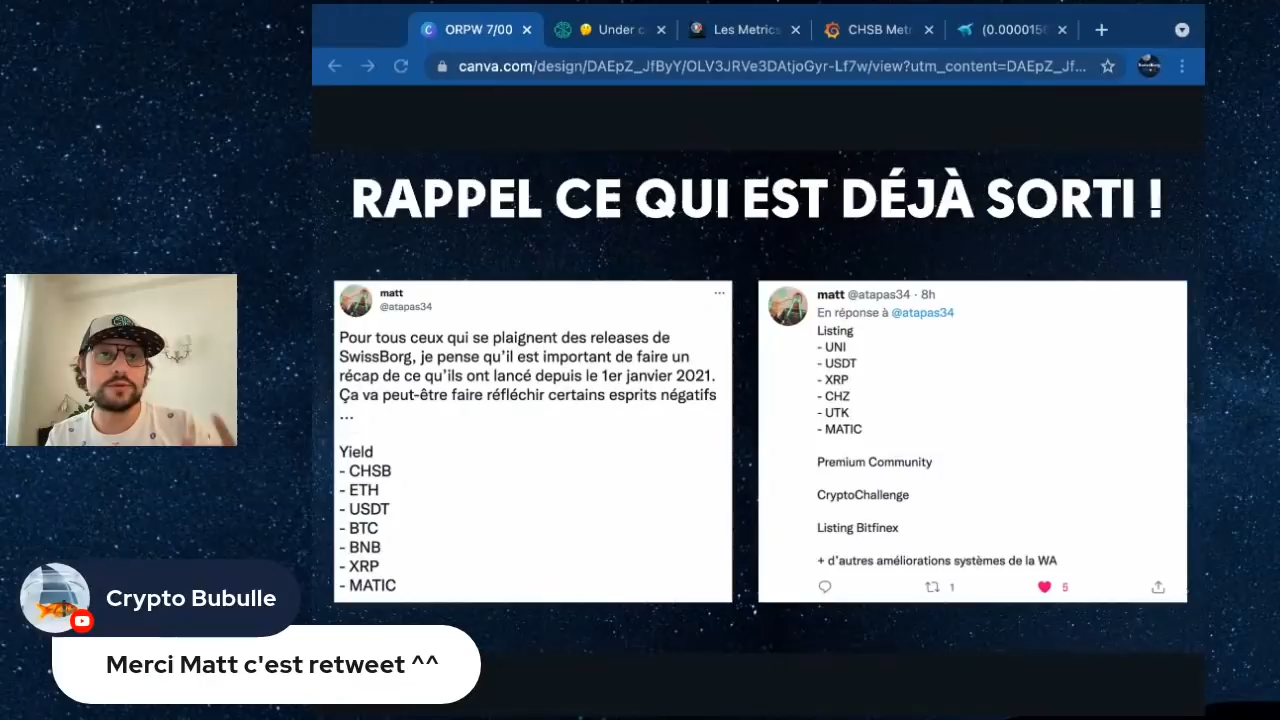 ORPW 7/00
Under c
Les Metrics
CHSB Met
(0.0000158
canva.com/design/DAEpZ_JfByY/OLV3JRVe3DAtjoGyr-Lf7w/view?utm_content=DAEpZ_Jf...
RAPPEL CE QUI EST DÉJÀ SORTI !
matt
@atapas34
Pour tous ceux qui se plaignent des releases de
SwissBorg, je pense qu'il est important de faire un
récap de ce qu'ils ont lancé depuis le 1er janvier 2021.
Ça va peut-être faire réfléchir certains esprits négatifs
...
Yield
- CHSB
- ETH
- USDT
- BTC
- BNB
- XRP
- MATIC
matt @atapas34 · 8h
En réponse à @atapas34
Listing
- UNI
- USDT
- XRP
- CHZ
- UTK
- MATIC
Premium Community
CryptoChallenge
Listing Bitfinex
+ d'autres améliorations systèmes de la WA
1
5
Crypto Bubulle
Merci Matt c'est retweet ^^